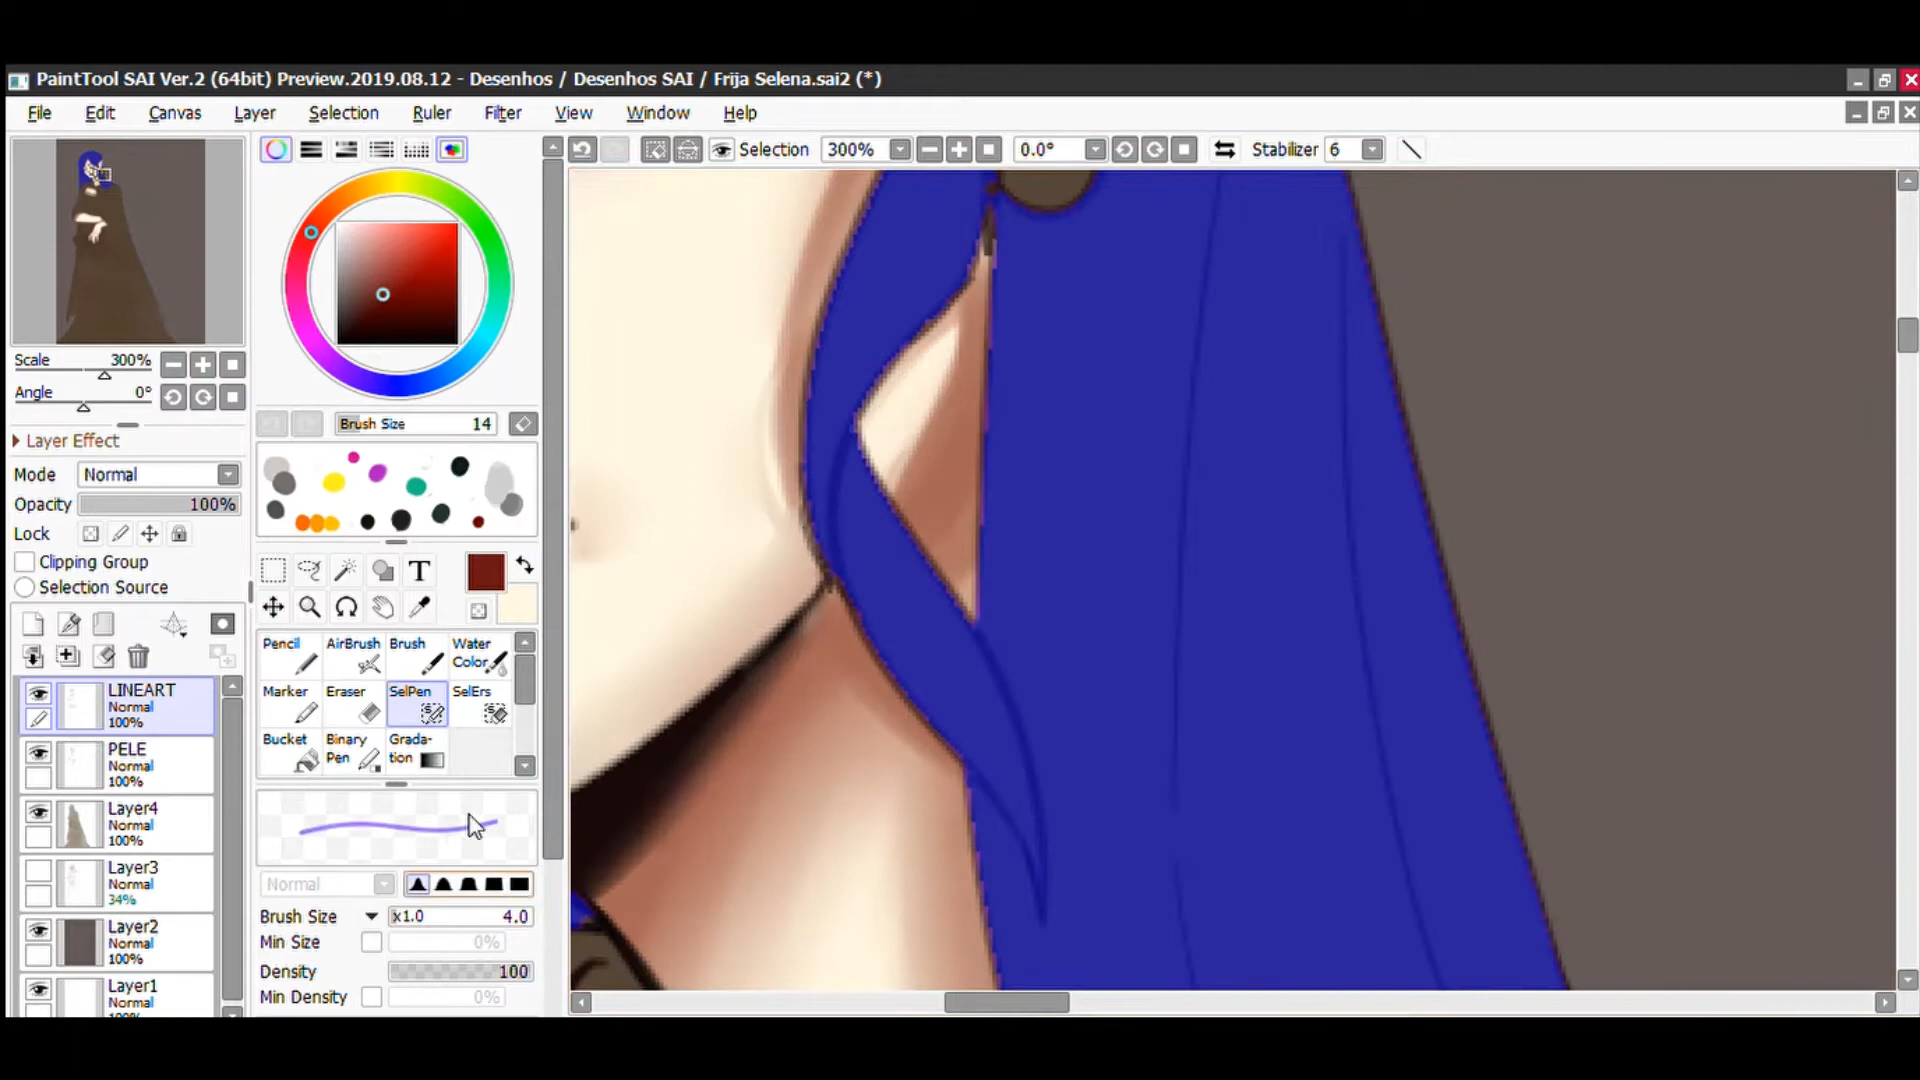 PaintTool SAI Ver.2 (64bit) Preview.2019.08.12 - Desenhos / Desenhos SAI / Frija Selena.sai2 (*)
File Edit Canvas Layer Selection Ruler Filter View Window Help
Selection 300% 0.0° Stabilizer 6
Scale 300%
Angle 0°
Layer Effect
Mode Normal
Opacity 100%
Lock
Clipping Group
Selection Source
LINEART
Normal
100%
PELE
Normal
100%
Layer4
Normal
100%
Layer3
Normal
34%
Layer2
Normal
100%
Layer1
Normal
100%
Brush Size 14
T
Pencil AirBrush Brush Water Color
Marker Eraser SelPen SelErs
Bucket Binary Pen Grada-tion
Normal
Brush Size x1.0 4.0
Min Size 0%
Density 100
Min Density 0%